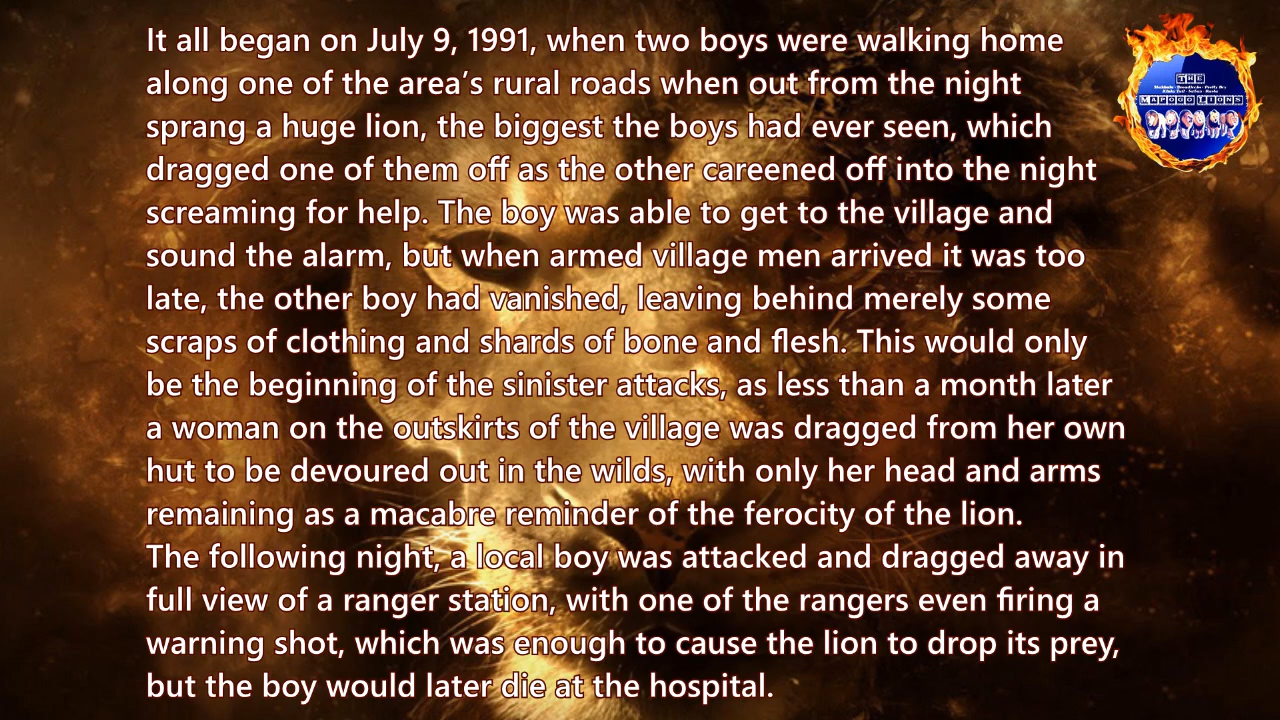 It all began on July 9, 1991, when two boys were walking home
along one of the area’s rural roads when out from the night
sprang a huge lion, the biggest the boys had ever seen, which
dragged one of them off as the other careened off into the night
screaming for help. The boy was able to get to the village and
sound the alarm, but when armed village men arrived it was too
late, the other boy had vanished, leaving behind merely some
scraps of clothing and shards of bone and flesh. This would only
be the beginning of the sinister attacks, as less than a month later
a woman on the outskirts of the village was dragged from her own
hut to be devoured out in the wilds, with only her head and arms
remaining as a macabre reminder of the ferocity of the lion.
The following night, a local boy was attacked and dragged away in
full view of a ranger station, with one of the rangers even firing a
warning shot, which was enough to cause the lion to drop its prey,
but the boy would later die at the hospital.
THE
MAPOGO LIONS